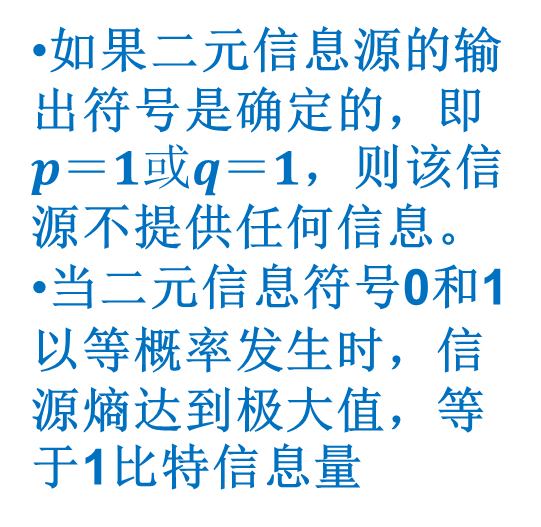 •如果二元信息源的输
出符号是确定的，即
p＝1或q＝1，则该信
源不提供任何信息。
•当二元信息符号0和1
以等概率发生时，信
源熵达到极大值，等
于1比特信息量